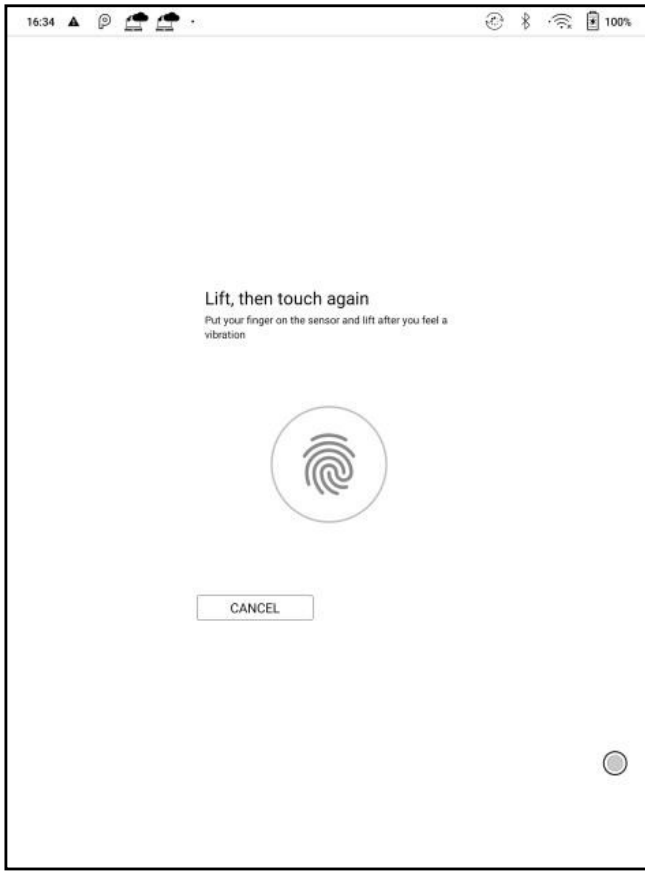 16:34
100%
Lift, then touch again
Put your finger on the sensor and lift after you feel a
vibration
CANCEL